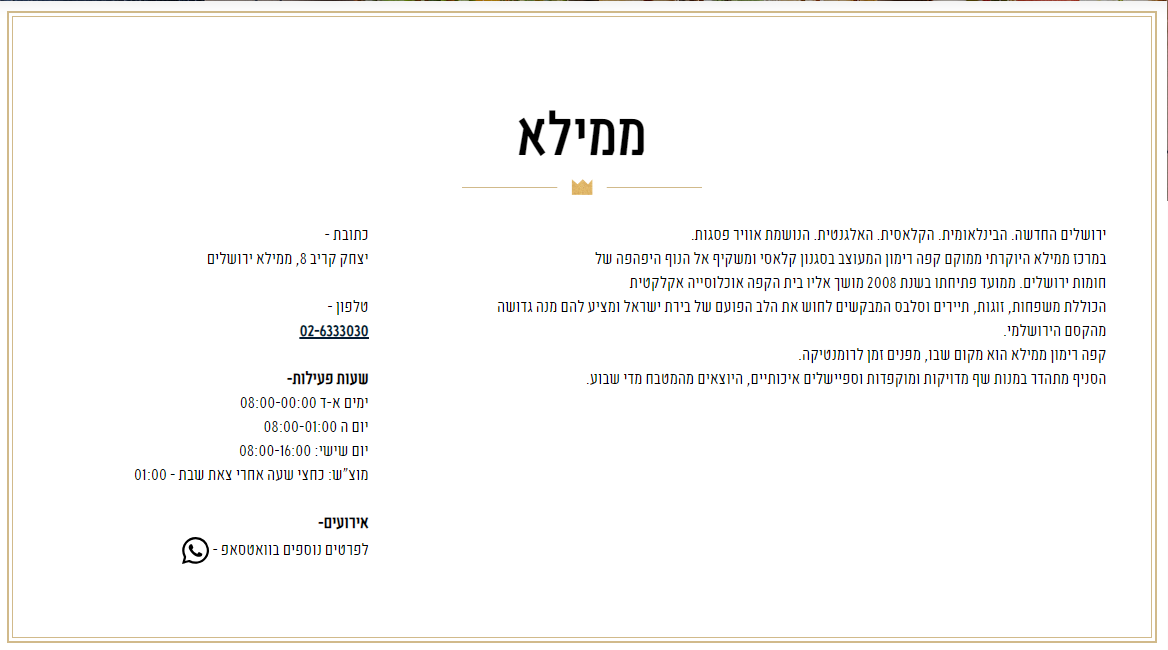 ממילא
ירושלים החדשה. הבינלאומית. הקלאסית. האלגנטית. הנושמת אוויר פסגות.
במרכז ממילא היוקרתי ממוקם קפה רימון המעוצב בסגנון קלאסי ומשקיף אל הנוף היפהפה של
חומות ירושלים. ממועד פתיחתו בשנת 2008 מושך אליו בית הקפה אוכלוסייה אקלקטית
הכוללת משפחות, זוגות, תיירים וסלבס המבקשים לחוש את הלב הפועם של בירת ישראל ומציע להם מנה גדושה
מהקסם הירושלמי.
קפה רימון ממילא הוא מקום שבו, מפנים זמן לרומנטיקה.
הסניף מתהדר במנות שף מדויקות ומוקפדות וספיישלים איכותיים, היוצאים מהמטבח מדי שבוע.
כתובת -
יצחק קריב 8, ממילא ירושלים
טלפון -
02-6333030
שעות פעילות-
ימים א-ד 08:00-00:00
יום ה 08:00-01:00
יום שישי: 08:00-16:00
מוצ"ש: כחצי שעה אחרי צאת שבת - 01:00
אירועים-
לפרטים נוספים בוואטסאפ -